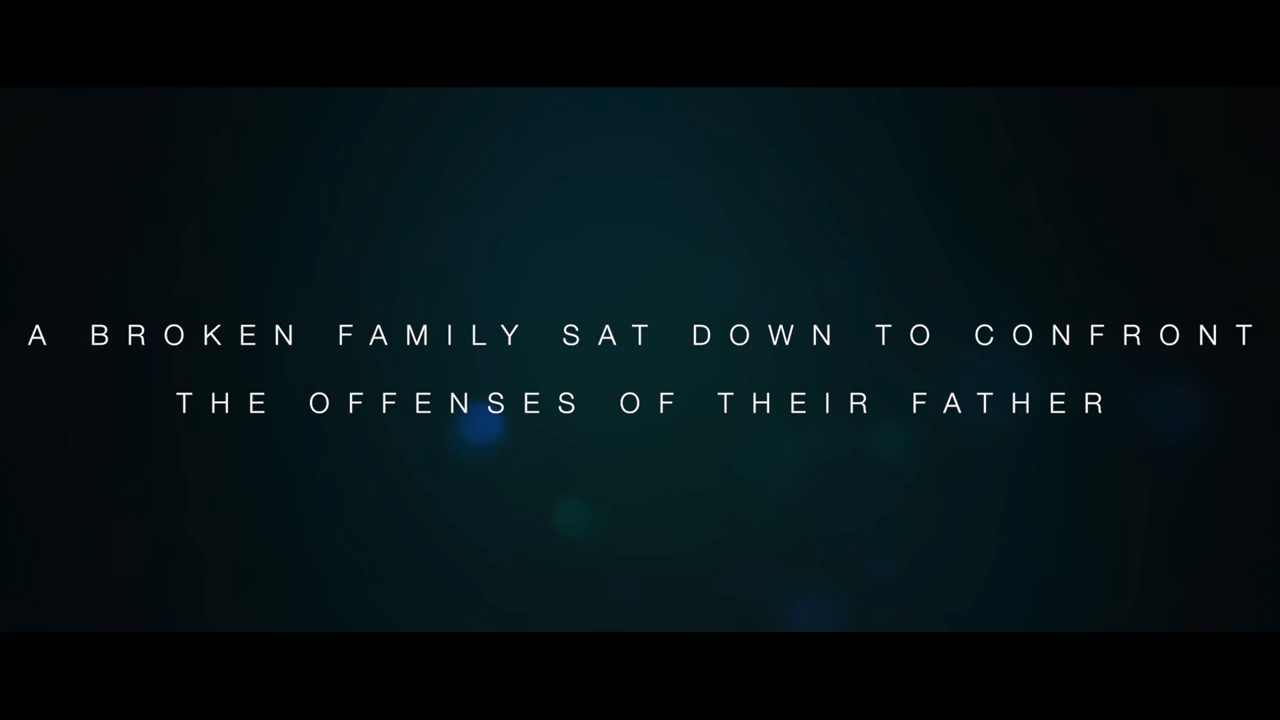 A BROKEN FAMILY SAT DOWN TO CONFRONT
THE OFFENSES OF THEIR FATHER